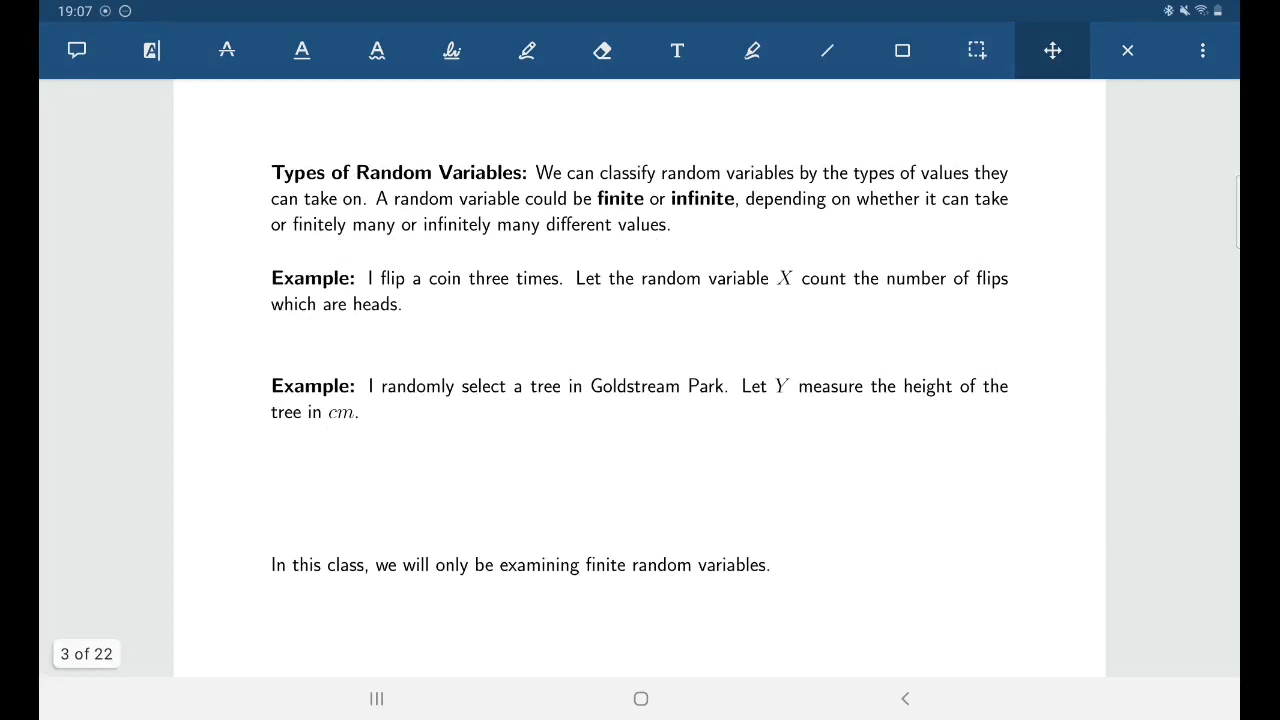 19:07
Types of Random Variables: We can classify random variables by the types of values they
can take on. A random variable could be finite or infinite, depending on whether it can take
or finitely many or infinitely many different values.
Example: I flip a coin three times. Let the random variable X count the number of flips
which are heads.
Example: I randomly select a tree in Goldstream Park. Let Y measure the height of the
tree in cm.
In this class, we will only be examining finite random variables.
3 of 22